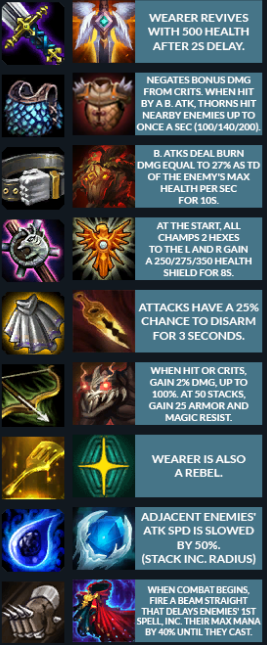 WEARER REVIVES
WITH 500 HEALTH
AFTER 2S DELAY.
NEGATES BONUS DMG
FROM CRITS. WHEN HIT
BY A B. ATK, THORNS HIT
NEARBY ENEMIES UP TO
ONCE A SEC (100/140/200).
B. ATKS DEAL BURN
DMG EQUAL TO 27% AS TD
OF THE ENEMY'S MAX
HEALTH PER SEC
FOR 10S.
AT THE START, ALL
CHAMPS 2 HEXES
TO THE L AND R GAIN
A 250/275/350 HEALTH
SHIELD FOR 8S.
ATTACKS HAVE A 25%
CHANCE TO DISARM
FOR 3 SECONDS.
WHEN HIT OR CRITS,
GAIN 2% DMG, UP TO
100%. AT 50 STACKS,
GAIN 25 ARMOR AND
MAGIC RESIST.
WEARER IS ALSO
A REBEL.
ADJACENT ENEMIES'
ATK SPD IS SLOWED
BY 50%.
(STACK INC. RADIUS)
WHEN COMBAT BEGINS,
FIRE A BEAM STRAIGHT
THAT DELAYS ENEMIES' 1ST
SPELL, INC. THEIR MAX MANA
BY 40% UNTIL THEY CAST.